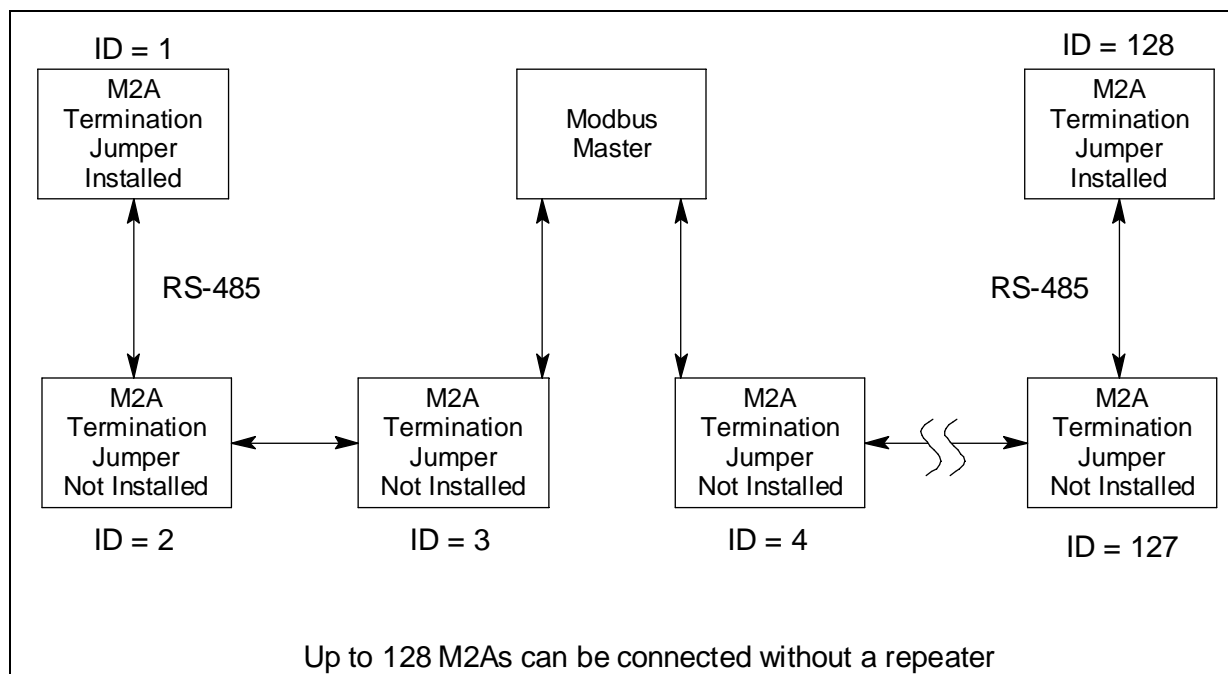 ID = 1
M2A
Termination
Jumper
Installed
Modbus
Master
ID = 128
M2A
Termination
Jumper
Installed
RS-485
RS-485
M2A
Termination
Jumper
Not Installed
ID = 2
M2A
Termination
Jumper
Not Installed
ID = 3
M2A
Termination
Jumper
Not Installed
ID = 4
M2A
Termination
Jumper
Not Installed
ID = 127
Up to 128 M2As can be connected without a repeater